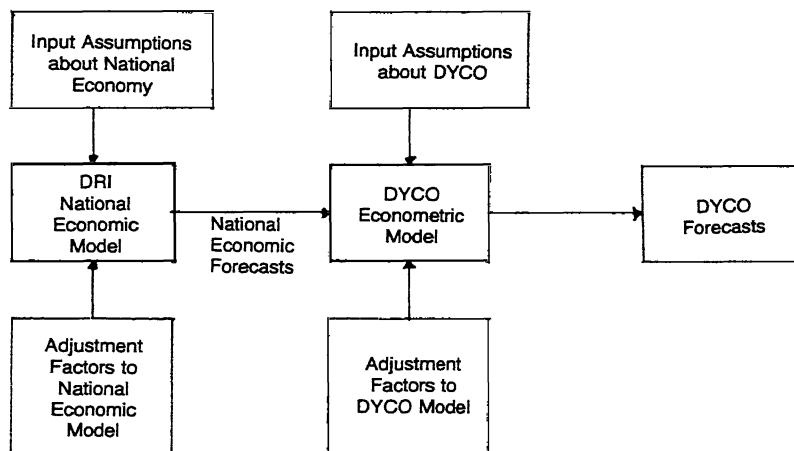 Input Assumptions
about National
Economy
Input Assumptions
about DYCO
DRI
National
Economic
Model
National
Economic
Forecasts
DYCO
Econometric
Model
DYCO
Forecasts
Adjustment
Factors to
National
Economic
Model
Adjustment
Factors to
DYCO Model